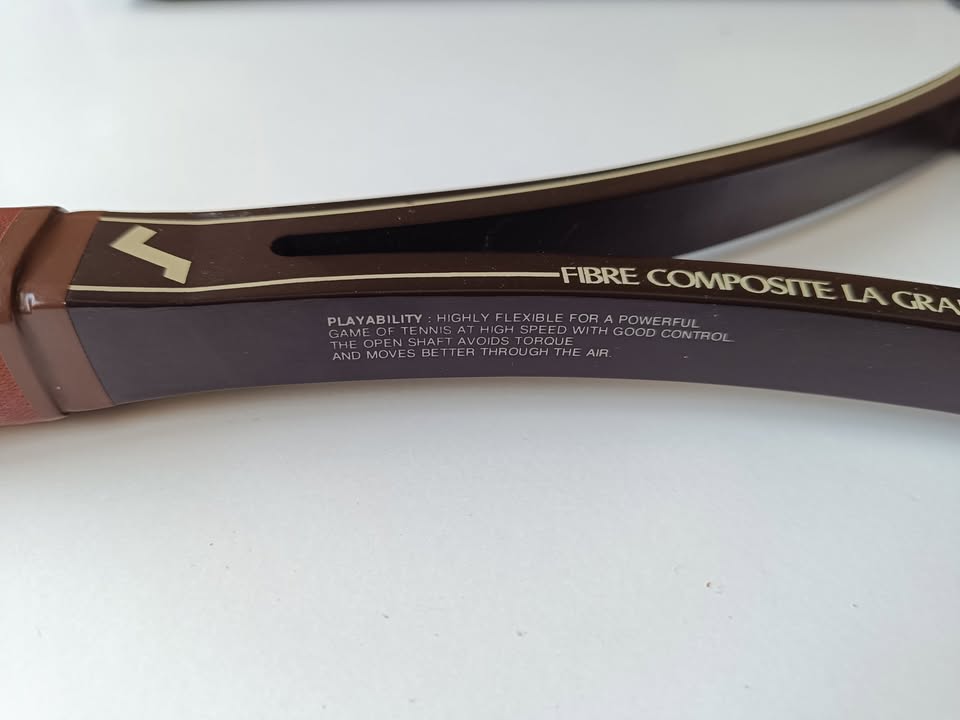 FIBRE COMPOSITE LA
PLAYABILITY : HIGHLY FLEXIBLE FOR A POWERFUL
GAME OF TENNIS AT HIGH SPEED WITH GOOD CONTROL.
THE OPEN SHAFT AVOIDS TORQUE
AND MOVES BETTER THROUGH THE AIR.